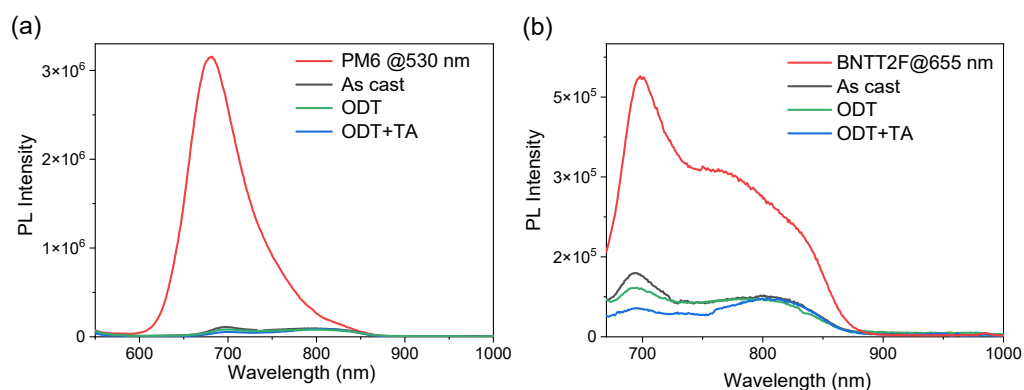 (a)
PM6 @530 nm
As cast
ODT
ODT+TA
3×10⁶
2×10⁶
1×10⁶
0
600 700 800 900 1000
PL Intensity
Wavelength (nm)
(b)
BNTT2F@655 nm
As cast
ODT
ODT+TA
5×10⁵
3×10⁵
2×10⁵
0
700 800 900 1000
PL Intensity
Wavelength (nm)